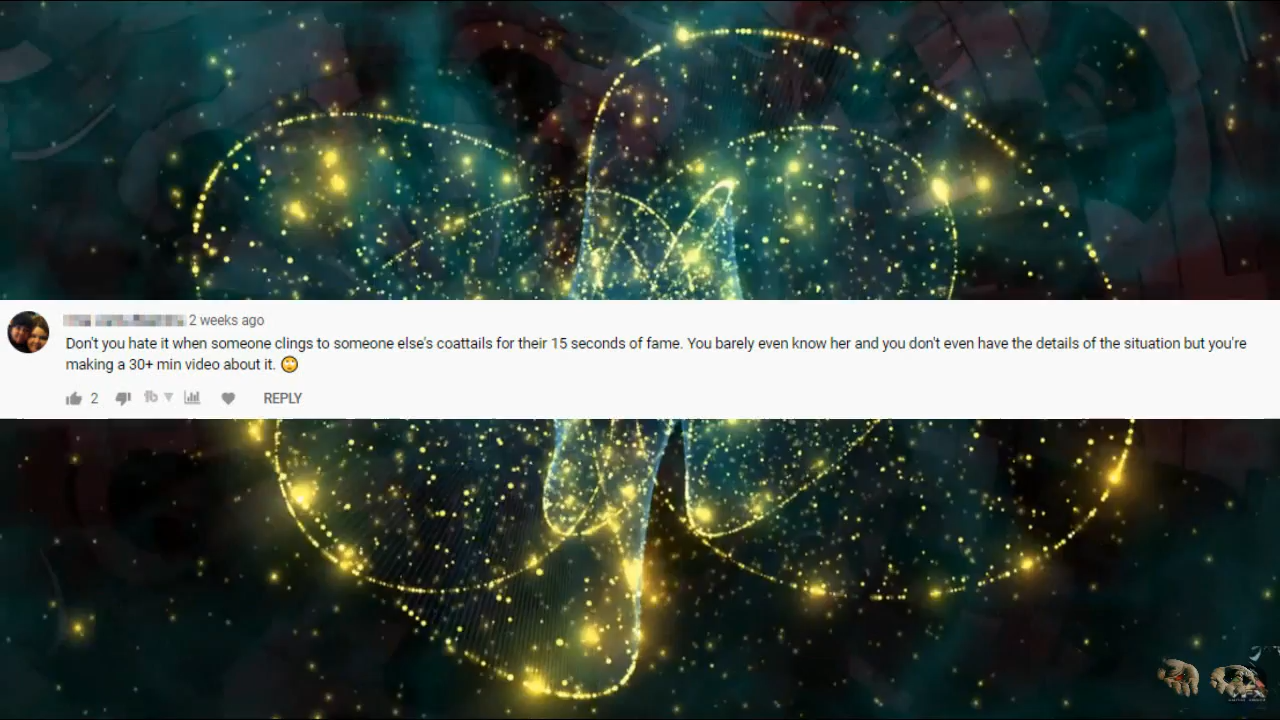 2 weeks ago
Don't you hate it when someone clings to someone else's coattails for their 15 seconds of fame. You barely even know her and you don't even have the details of the situation but you're
making a 30+ min video about it. 🙄
2
REPLY